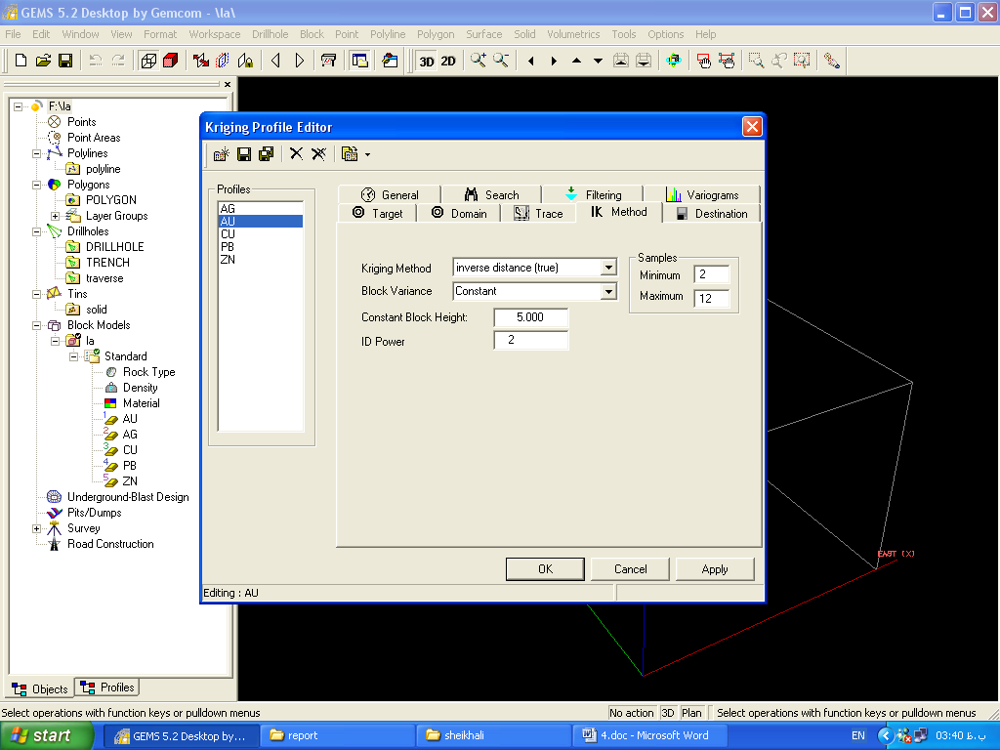 GEMS 5.2 Desktop by Gemcom - \la\
File Edit Window View Format Workspace Drillhole Block Point Polyline Polygon Surface Solid Volumetrics Tools Options Help
3D 2D
F:\la
Points
Point Areas
Polylines
polyline
Polygons
POLYGON
Layer Groups
Drillholes
DRILLHOLE
TRENCH
traverse
Tins
solid
Block Models
la
Standard
Rock Type
Density
Material
1 AU
2 AG
3 CU
4 PB
5 ZN
Underground-Blast Design
Pits/Dumps
Survey
Road Construction
Objects Profiles
Kriging Profile Editor
Profiles
AG
AU
CU
PB
ZN
General Search Filtering Variograms
Target Domain Trace IK Method Destination
Kriging Method inverse distance (true)
Block Variance Constant
Constant Block Height: 5.000
ID Power 2
Samples
Minimum 2
Maximum 12
OK Cancel Apply
Editing : AU
EAST (X)
Select operations with function keys or pulldown menus No action 3D Plan Select operations with function keys or pulldown menus
start GEMS 5.2 Desktop by... report sheikhali 4.doc - Microsoft Word EN 03:40 ب.ظ